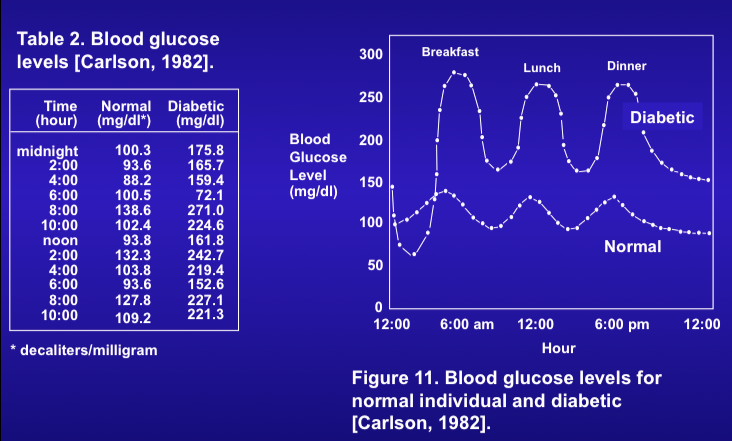 Table 2. Blood glucose
levels [Carlson, 1982].
Time Normal Diabetic
(hour) (mg/dl*) (mg/dl)
midnight 100.3 175.8
2:00 93.6 165.7
4:00 88.2 159.4
6:00 100.5 72.1
8:00 138.6 271.0
10:00 102.4 224.6
noon 93.8 161.8
2:00 132.3 242.7
4:00 103.8 219.4
6:00 93.6 152.6
8:00 127.8 227.1
10:00 109.2 221.3
* decaliters/milligram
Blood
Glucose
Level
(mg/dl)
300
250
200
150
100
50
0
Breakfast
Lunch
Dinner
Diabetic
Normal
12:00 6:00 am 12:00 6:00 pm 12:00
Hour
Figure 11. Blood glucose levels for
normal individual and diabetic
[Carlson, 1982].